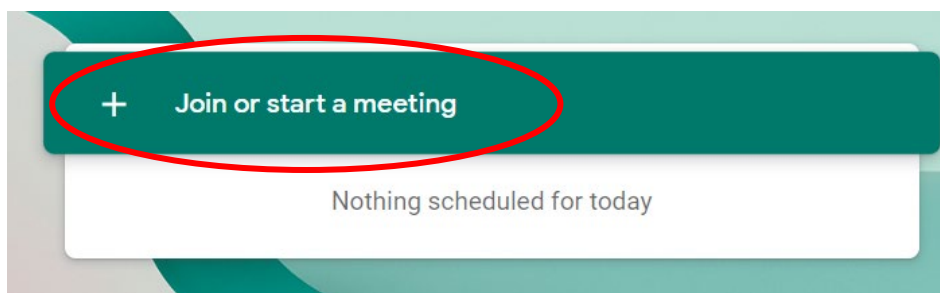 + Join or start a meeting
Nothing scheduled for today